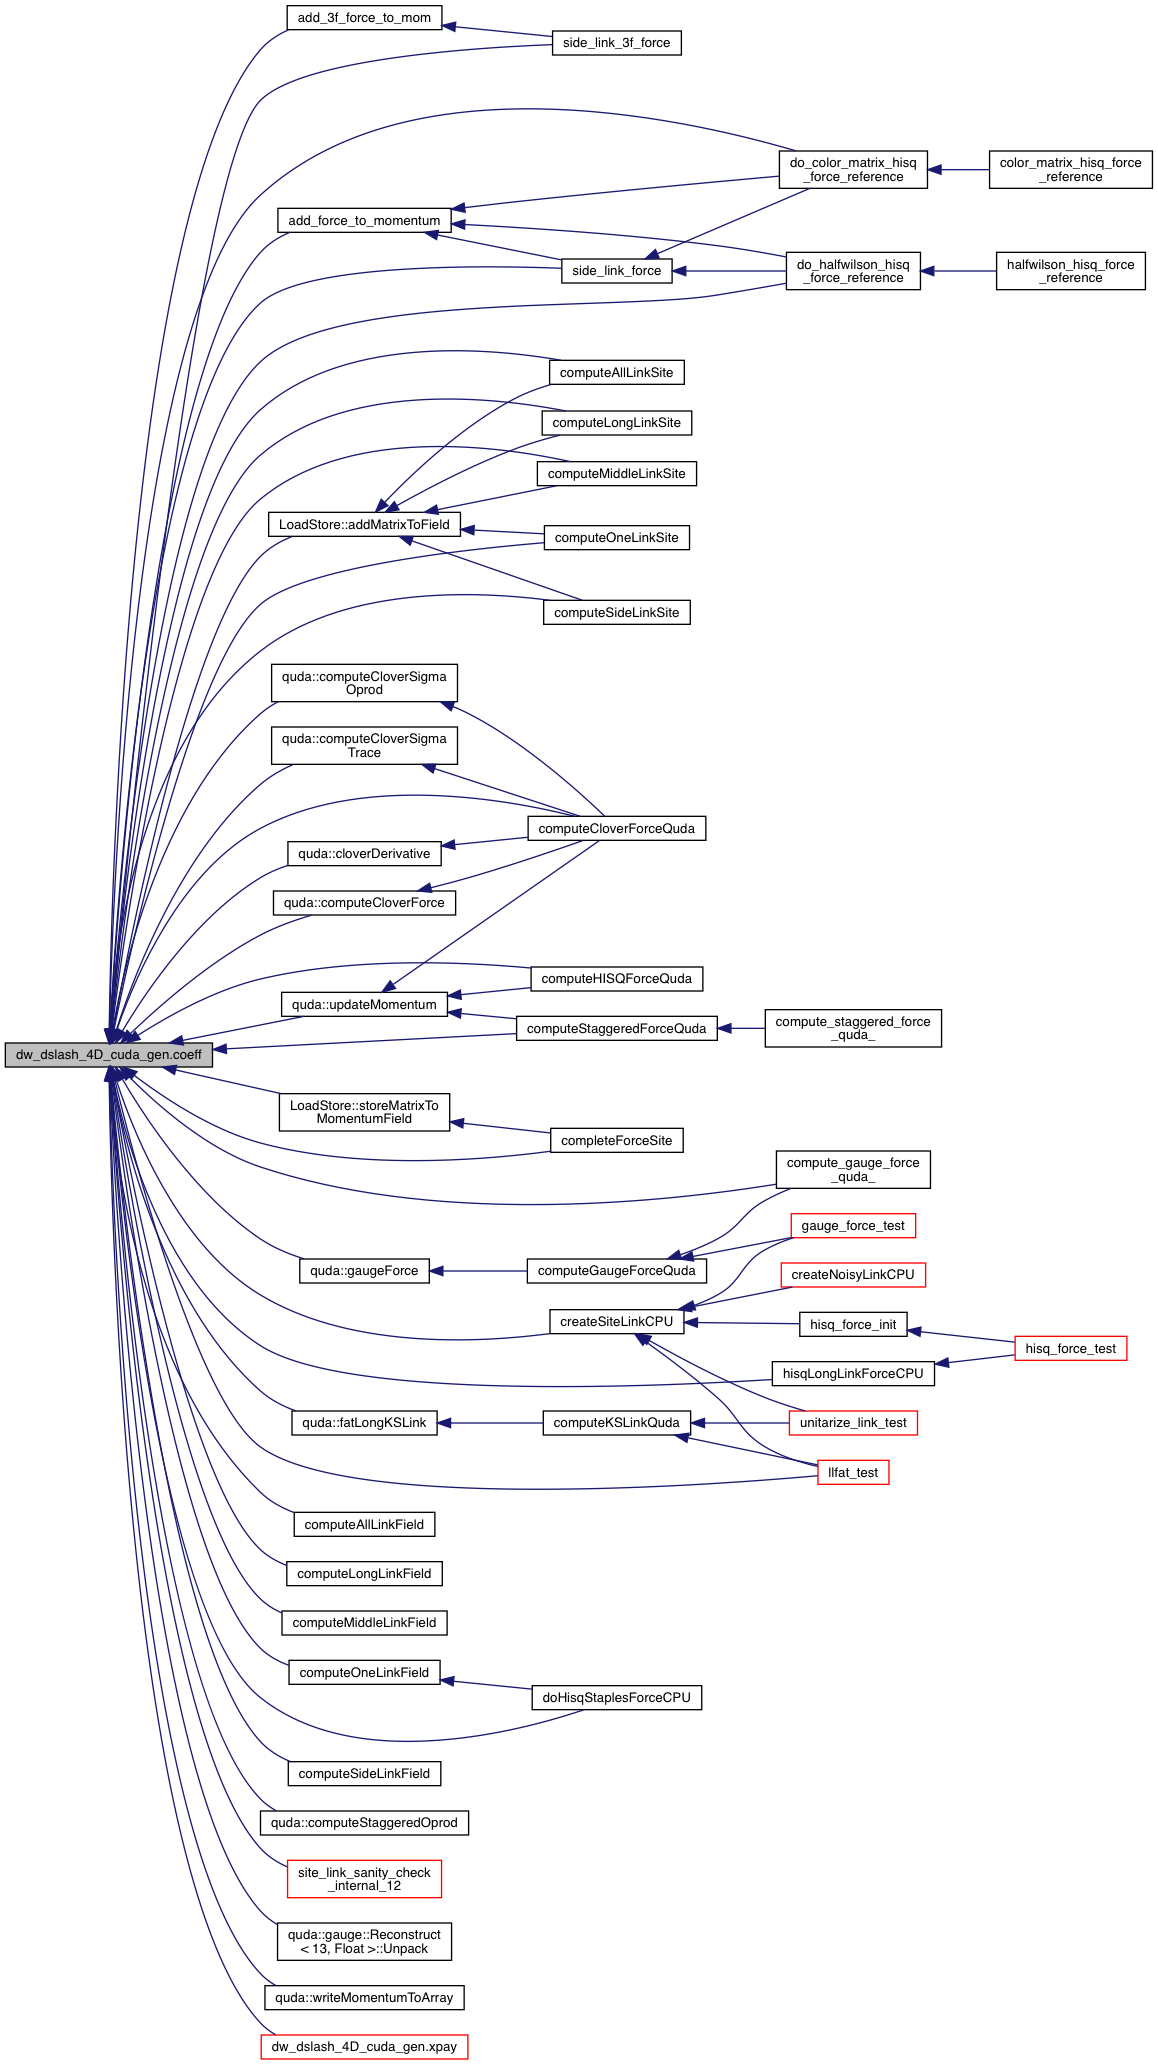 add_3f_force_to_mom
side_link_3f_force
do_color_matrix_hisq
_force_reference
color_matrix_hisq_force
_reference
add_force_to_momentum
side_link_force
do_halfwilson_hisq
_force_reference
halfwilson_hisq_force
_reference
computeAllLinkSite
computeLongLinkSite
computeMiddleLinkSite
LoadStore::addMatrixToField
computeOneLinkSite
computeSideLinkSite
quda::computeCloverSigma
Oprod
quda::computeCloverSigma
Trace
computeCloverForceQuda
quda::cloverDerivative
quda::computeCloverForce
computeHISQForceQuda
quda::updateMomentum
computeStaggeredForceQuda
compute_staggered_force
_quda_
dw_dslash_4D_cuda_gen.coeff
LoadStore::storeMatrixTo
MomentumField
completeForceSite
compute_gauge_force
_quda_
gauge_force_test
quda::gaugeForce
computeGaugeForceQuda
createNoisyLinkCPU
createSiteLinkCPU
hisq_force_init
hisq_force_test
hisqLongLinkForceCPU
quda::fatLongKSLink
computeKSLinkQuda
unitarize_link_test
llfat_test
computeAllLinkField
computeLongLinkField
computeMiddleLinkField
computeOneLinkField
doHisqStaplesForceCPU
computeSideLinkField
quda::computeStaggeredOprod
site_link_sanity_check
_internal_12
quda::gauge::Reconstruct
< 13, Float >::Unpack
quda::writeMomentumToArray
dw_dslash_4D_cuda_gen.xpay